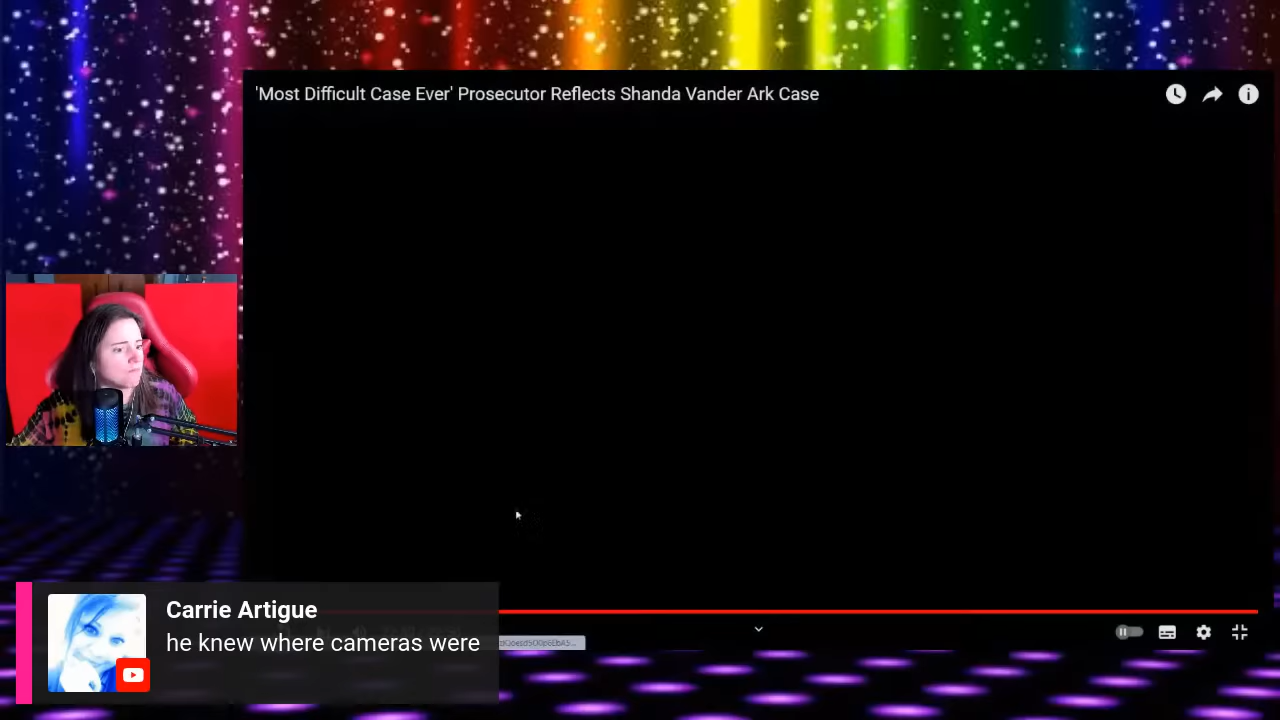 'Most Difficult Case Ever' Prosecutor Reflects Shanda Vander Ark Case
Carrie Artigue
he knew where cameras were